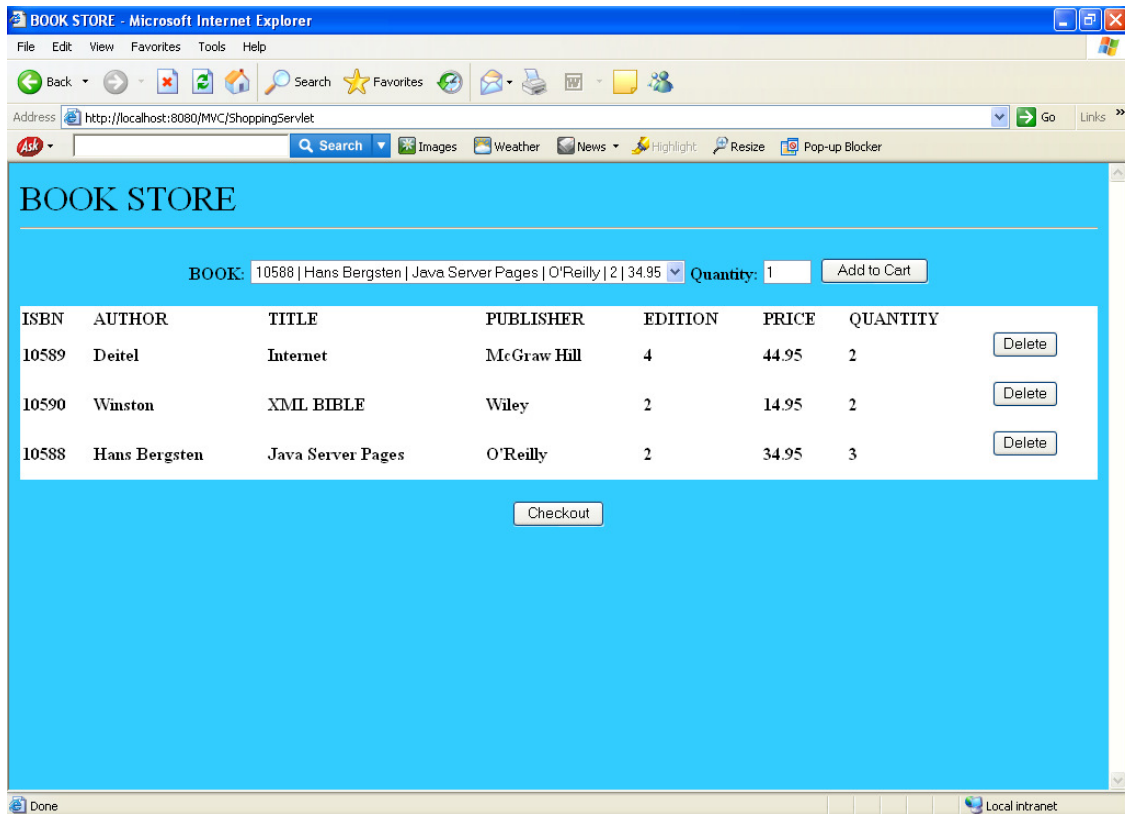 BOOK STORE - Microsoft Internet Explorer
File Edit View Favorites Tools Help
Back Search Favorites
Address http://localhost:8080/MVC/ShoppingServlet Go Links »
Ask Search Images Weather News Highlight Resize Pop-up Blocker
BOOK STORE
BOOK: 10588 | Hans Bergsten | Java Server Pages | O'Reilly | 2 | 34.95 Quantity: 1 Add to Cart
ISBN AUTHOR TITLE PUBLISHER EDITION PRICE QUANTITY
10589 Deitel Internet McGraw Hill 4 44.95 2 Delete
10590 Winston XML BIBLE Wiley 2 14.95 2 Delete
10588 Hans Bergsten Java Server Pages O'Reilly 2 34.95 3 Delete
Checkout
Done Local intranet